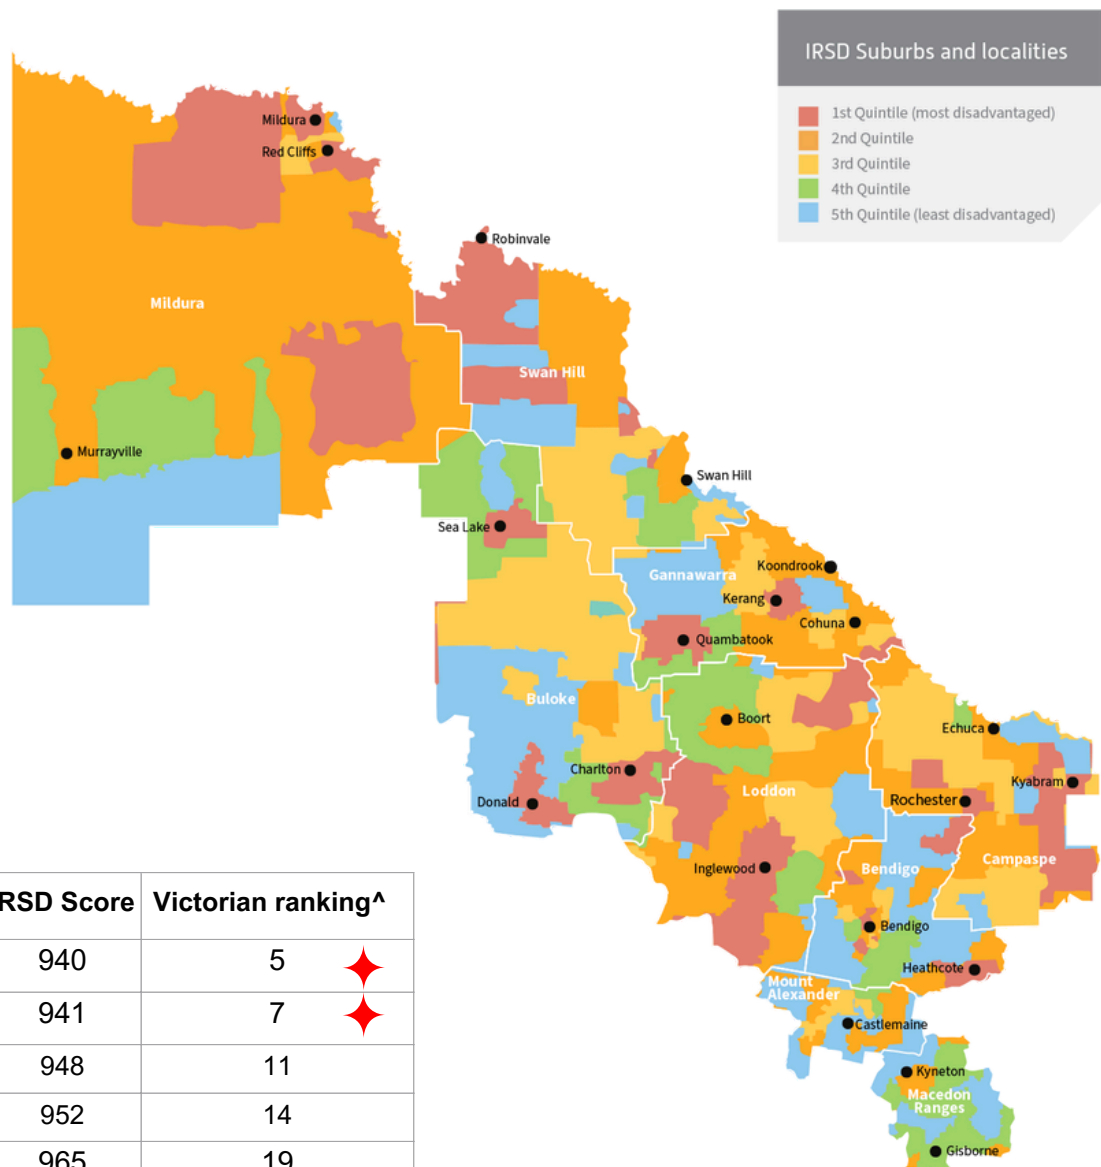 IRSD Suburbs and localities
1st Quintile (most disadvantaged)
2nd Quintile
3rd Quintile
4th Quintile
5th Quintile (least disadvantaged)
Mildura
Red Cliffs
Robinvale
Mildura
Swan Hill
Murrayville
Swan Hill
Sea Lake
Koondrook
Gannawarra
Kerang
Cohuna
Quambatook
Buloke
Boort
Echuca
Charlton
Kyabram
Loddon
Donald
Rochester
Campaspe
Inglewood
Bendigo
Bendigo
Heathcote
Mount
Alexander
Castlemaine
Kyneton
Macedon
Ranges
Gisborne
RSD Score Victorian ranking^
940 5
941 7
948 11
952 14
965 19